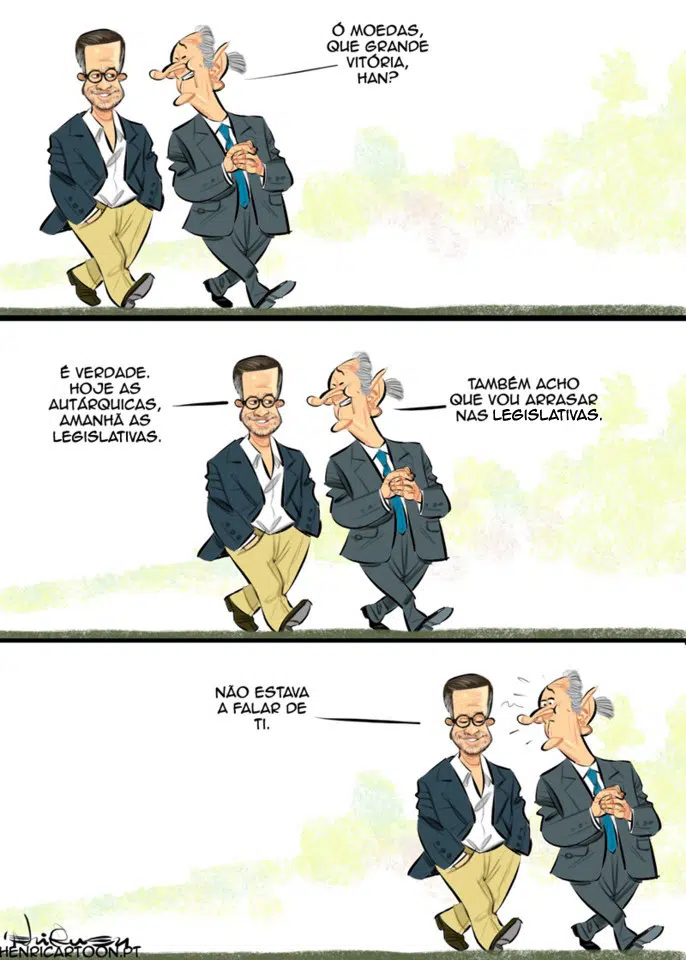 Ó MOEDAS,
QUE GRANDE
VITÓRIA,
HAN?
É VERDADE.
HOJE AS
AUTÁRQUICAS,
AMANHÃ AS
LEGISLATIVAS.
TAMBÉM ACHO
QUE VOU ARRASAR
NAS LEGISLATIVAS.
NÃO ESTAVA
A FALAR DE
TI.
HENRICARTOON.PT